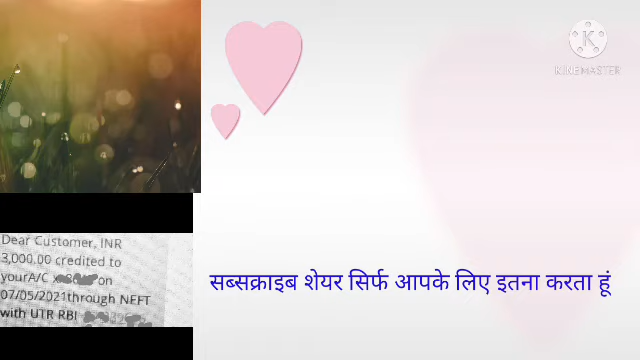 KINEMASTER
Dear Customer, INR
3,000.00 credited to
yourA/C on
07/05/2021through NEFT
with UTR RBI
सब्सक्राइब शेयर सिर्फ आपके लिए इतना करता हूं